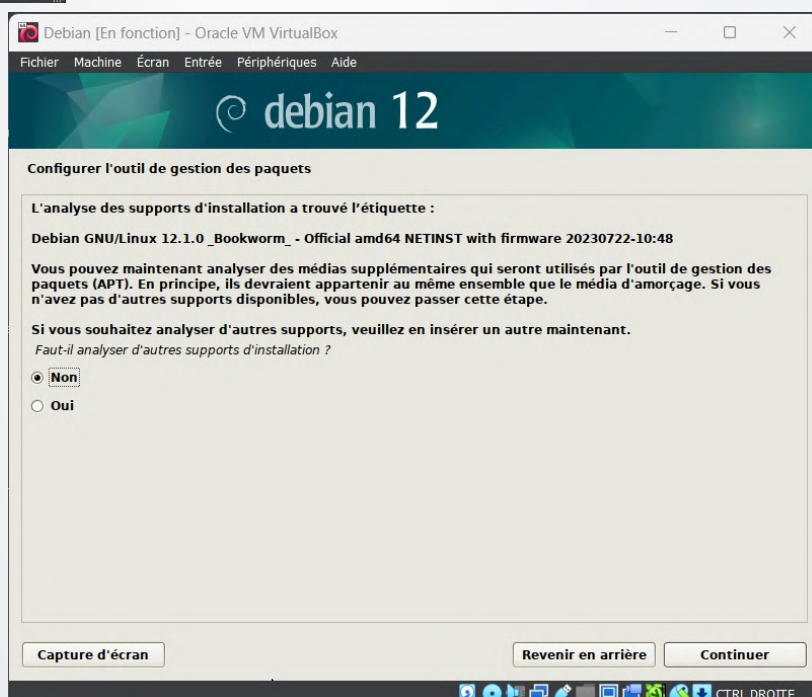 Debian [En fonction] - Oracle VM VirtualBox
Fichier Machine Écran Entrée Périphériques Aide
debian 12
Configurer l'outil de gestion des paquets
L'analyse des supports d'installation a trouvé l’étiquette :
Debian GNU/Linux 12.1.0 _Bookworm_ - Official amd64 NETINST with firmware 20230722-10:48
Vous pouvez maintenant analyser des médias supplémentaires qui seront utilisés par l'outil de gestion des
paquets (APT). En principe, ils devraient appartenir au même ensemble que le média d'amorçage. Si vous
n'avez pas d'autres supports disponibles, vous pouvez passer cette étape.
Si vous souhaitez analyser d'autres supports, veuillez en insérer un autre maintenant.
Faut-il analyser d'autres supports d'installation ?
Non
Oui
Capture d'écran
Revenir en arrière
Continuer
CTRL DROITE